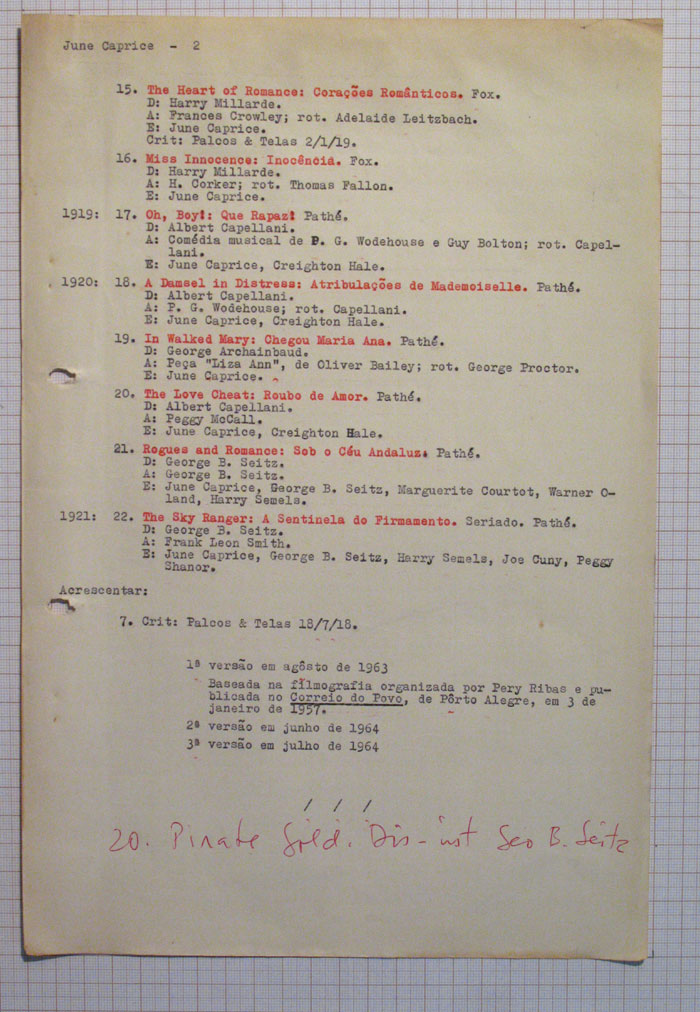 June Caprice - 2
15. The Heart of Romance: Corações Românticos. Fox.
D: Harry Millarde.
A: Frances Crowley; rot. Adelaide Leitzbach.
E: June Caprice.
Crit: Palcos & Telas 2/1/19.
16. Miss Innocence: Inocência. Fox.
D: Harry Millarde.
A: H. Corker; rot. Thomas Fallon.
E: June Caprice.
1919: 17. Oh, Boy!: Que Rapaz! Pathé.
D: Albert Capellani.
A: Comédia musical de P. G. Wodehouse e Guy Bolton; rot. Capel-
lani.
E: June Caprice, Creighton Hale.
1920: 18. A Damsel in Distress: Atribulações de Mademoiselle. Pathé.
D: Albert Capellani.
A: P. G. Wodehouse; rot. Capellani.
E: June Caprice, Creighton Hale.
19. In Walked Mary: Chegou Maria Ana. Pathé.
D: George Archainbaud.
A: Peça "Liza Ann", de Oliver Bailey; rot. George Proctor.
E: June Caprice.
20. The Love Cheat: Roubo de Amor. Pathé.
D: Albert Capellani.
A: Peggy McCall.
E: June Caprice, Creighton Hale.
21. Rogues and Romance: Sob o Céu Andaluz. Pathé.
D: George B. Seitz.
A: George B. Seitz.
E: June Caprice, George B. Seitz, Marguerite Courtot, Warner O-
land, Harry Semels.
1921: 22. The Sky Ranger: A Sentinela do Firmamento. Seriado. Pathé.
D: George B. Seitz.
A: Frank Leon Smith.
E: June Caprice, George B. Seitz, Harry Semels, Joe Cuny, Peggy
Shanor.
Acrescentar:
7. Crit: Palcos & Telas 18/7/18.
1ª versão em agôsto de 1963
Baseada na filmografia organizada por Pery Ribas e pu-
blicada no Correio do Povo, de Pôrto Alegre, em 3 de
janeiro de 1957.
2ª versão em junho de 1964
3ª versão em julho de 1964
/ / /
20. Pirate Gold. Dis-ist Geo B. Seitz